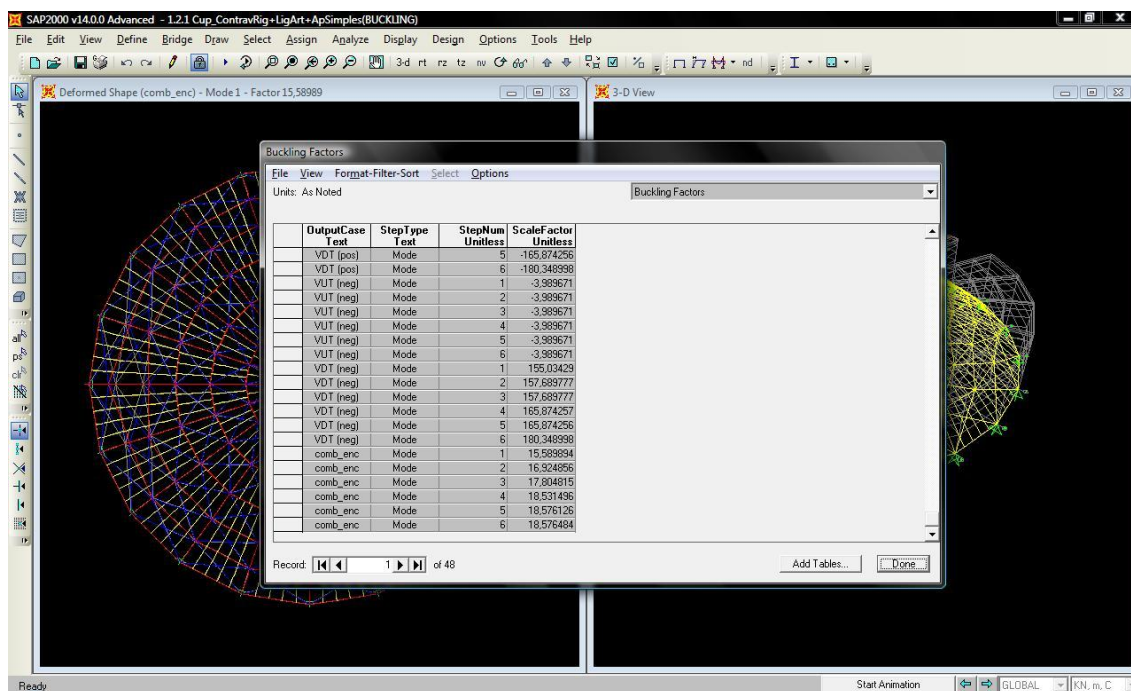 SAP2000 v14.0.0 Advanced - 1.2.1 Cup_ContravRig+LigArt+ApSimples(BUCKLING)
File Edit View Define Bridge Draw Select Assign Analyze Display Design Options Tools Help
3-d rt rz tz nv nd
Deformed Shape (comb_enc) - Mode 1 - Factor 15,58989
3-D View
Buckling Factors
File View Format-Filter-Sort Select Options
Units: As Noted
Buckling Factors
OutputCase StepType StepNum ScaleFactor
Text Text Unitless Unitless
VDT (pos) Mode 5 -165,874256
VDT (pos) Mode 6 -180,348998
VUT (neg) Mode 1 -3,989671
VUT (neg) Mode 2 -3,989671
VUT (neg) Mode 3 -3,989671
VUT (neg) Mode 4 -3,989671
VUT (neg) Mode 5 -3,989671
VUT (neg) Mode 6 -3,989671
VDT (neg) Mode 1 155,03429
VDT (neg) Mode 2 157,689777
VDT (neg) Mode 3 157,689777
VDT (neg) Mode 4 165,874257
VDT (neg) Mode 5 165,874256
VDT (neg) Mode 6 180,348998
comb_enc Mode 1 15,589894
comb_enc Mode 2 16,924856
comb_enc Mode 3 17,804815
comb_enc Mode 4 18,531496
comb_enc Mode 5 18,576126
comb_enc Mode 6 18,576484
all
ps
clr
Record: 1 of 48
Add Tables...
Done
Ready
Start Animation
GLOBAL
KN, m, C